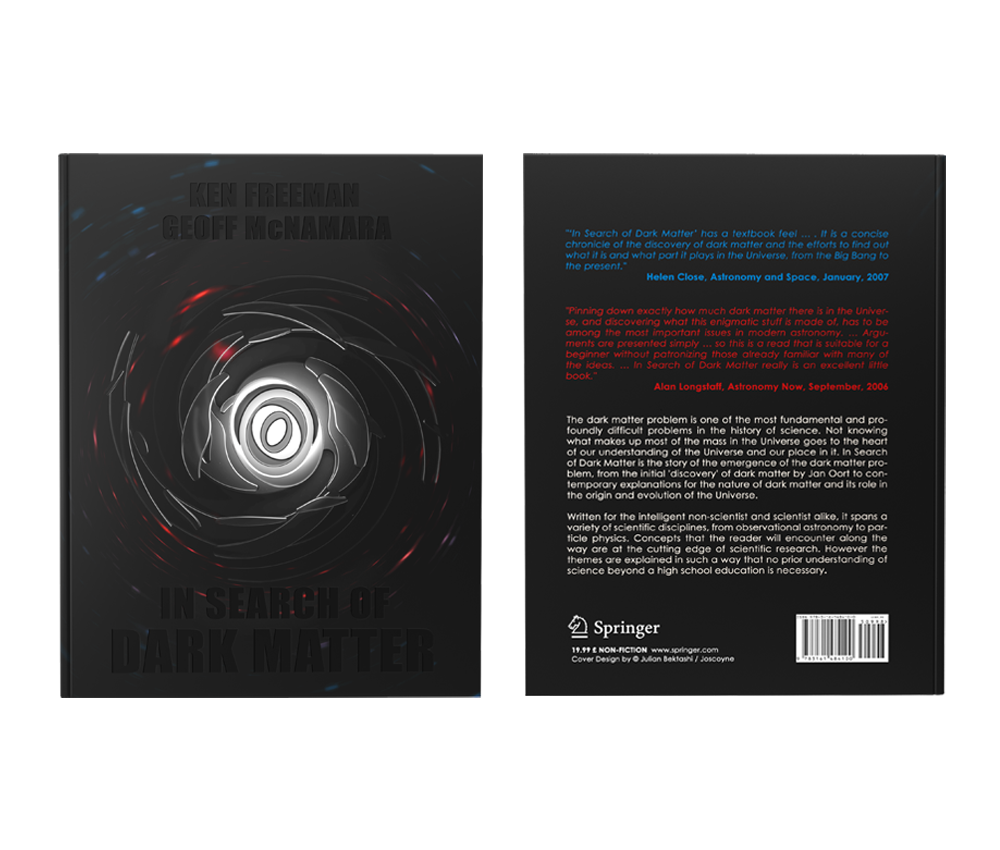 KEN FREEMAN
GEOFF McNAMARA
IN SEARCH OF
DARK MATTER
"'In Search of Dark Matter' has a textbook feel ... . It is a concise
chronicle of the discovery of dark matter and the efforts to find out
what it is and what part it plays in the Universe, from the Big Bang to
the present."
Helen Close, Astronomy and Space, January, 2007
"Pinning down exactly how much dark matter there is in the Univer-
se, and discovering what this enigmatic stuff is made of, has to be
among the most important issues in modern astronomy. ... Argu-
ments are presented simply ... so this is a read that is suitable for a
beginner without patronizing those already familiar with many of
the ideas. ... In Search of Dark Matter really is an excellent little
book."
Alan Longstaff, Astronomy Now, September, 2006
The dark matter problem is one of the most fundamental and pro-
foundly difficult problems in the history of science. Not knowing
what makes up most of the mass in the Universe goes to the heart
of our understanding of the Universe and our place in it. In Search
of Dark Matter is the story of the emergence of the dark matter pro-
blem, from the initial 'discovery' of dark matter by Jan Oort to con-
temporary explanations for the nature of dark matter and its role in
the origin and evolution of the Universe.
Written for the intelligent non-scientist and scientist alike, it spans a
variety of scientific disciplines, from observational astronomy to par-
ticle physics. Concepts that the reader will encounter along the
way are at the cutting edge of scientific research. However the
themes are explained in such a way that no prior understanding of
science beyond a high school education is necessary.
Springer
19.99 £ NON-FICTION www.springer.com
Cover Design by © Julian Bektashi / Joscoyne